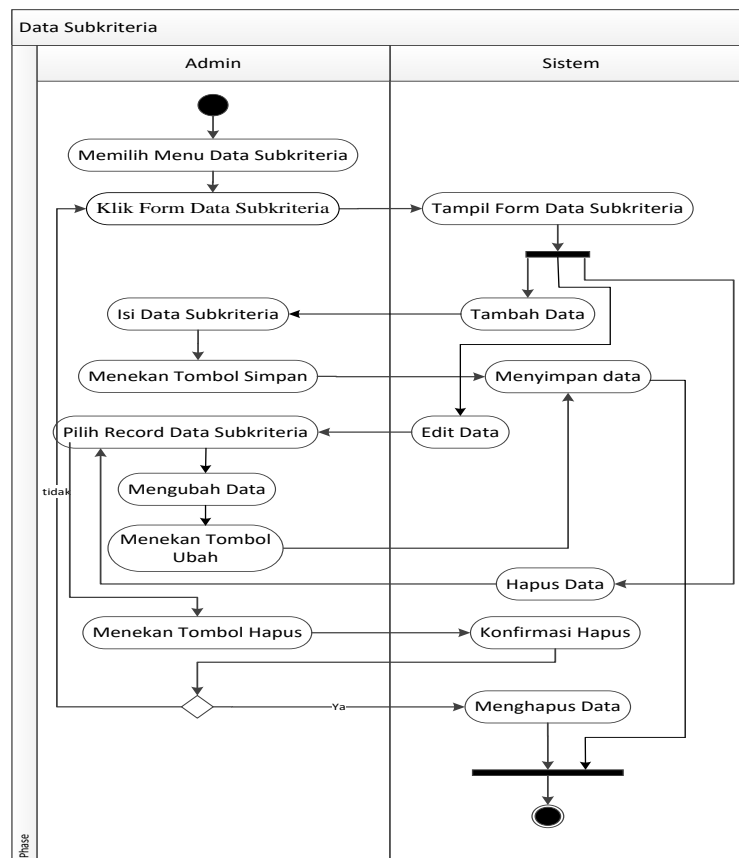 Data Subkriteria
Admin
Sistem
Memilih Menu Data Subkriteria
Klik Form Data Subkriteria
Tampil Form Data Subkriteria
Isi Data Subkriteria
Tambah Data
Menekan Tombol Simpan
Menyimpan data
Pilih Record Data Subkriteria
Edit Data
tidak
Mengubah Data
Menekan Tombol
Ubah
Hapus Data
Menekan Tombol Hapus
Konfirmasi Hapus
Ya
Menghapus Data
Phase